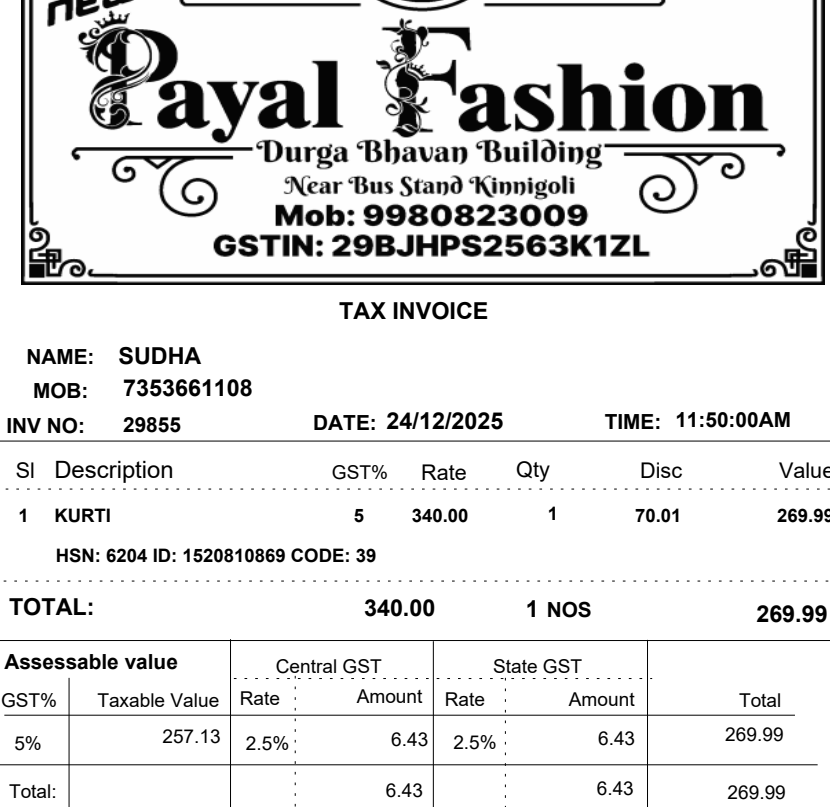 new
Payal Fashion
Durga Bhavan Building
Near Bus Stand Kinnigoli
Mob: 9980823009
GSTIN: 29BJHPS2563K1ZL
TAX INVOICE
NAME: SUDHA
MOB: 7353661108
INV NO: 29855 DATE: 24/12/2025 TIME: 11:50:00AM
Sl Description GST% Rate Qty Disc Value
1 KURTI 5 340.00 1 70.01 269.99
HSN: 6204 ID: 1520810869 CODE: 39
TOTAL: 340.00 1 NOS 269.99
Assessable value Central GST State GST
GST% Taxable Value Rate Amount Rate Amount Total
5% 257.13 2.5% 6.43 2.5% 6.43 269.99
Total: 6.43 6.43 269.99